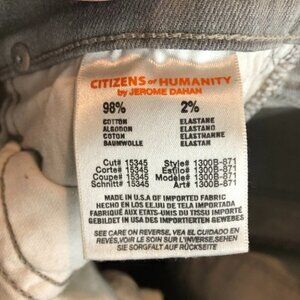 CITIZENS of HUMANITY
by JEROME DAHAN
98% 2%
COTTON ELASTANE
ALGODON ELASTANO
COTON ELASTHANNE
BAUMWOLLE ELASTAN
Cut# 15345 Style# 1300B-871
Corte# 15345 Estilo# 1300B-871
Coupe# 15345 Modèle# 1300B-871
Schnitt# 15345 Art# 1300B-871
MADE IN U.S.A OF IMPORTED FABRIC
HECHO EN LOS EE.UU DE TELA IMPORTADA
FABRIQUÉ AUX ETATS-UNIS DU TISSU IMPORTÉ
GEBILDET IN USA DES IMPORTIERTEN GEWEBES
SEE CARE ON REVERSE, VEA EL CUIDADO EN
REVÉS,VOIR LE SOIN SUR L'INVERSE,SEHEN
SIE SORGFALT AUF RÜCKSEITE